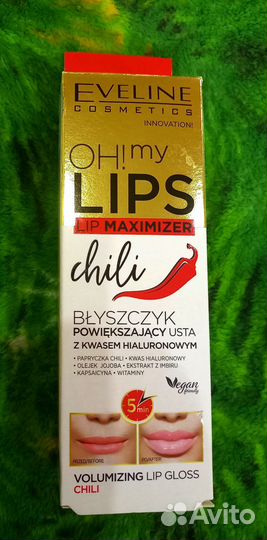 EVELINE
COSMETICS
INNOVATION!
OH! my
LIPS
LIP MAXIMIZER
chili
BŁYSZCZYK
POWIĘKSZAJĄCY USTA
Z KWASEM HIALURONOWYM
• PAPRYCZKA CHILI • KWAS HIALURONOWY
• OLEJEK JOJOBA • EKSTRAKT Z IMBIRU
• KAPSAICYNA • WITAMINY
Vegan
friendly
5
min
PRZED/BEFORE
PO/AFTER
VOLUMIZING LIP GLOSS
CHILI
Avito